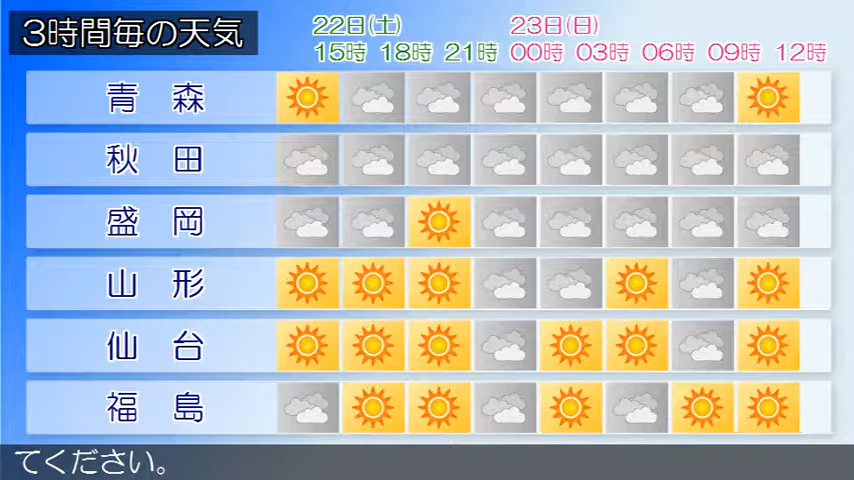 3時間毎の天気
22日(土) 23日(日)
15時 18時 21時 00時 03時 06時 09時 12時
青 森
秋 田
盛 岡
山 形
仙 台
福 島
てください。